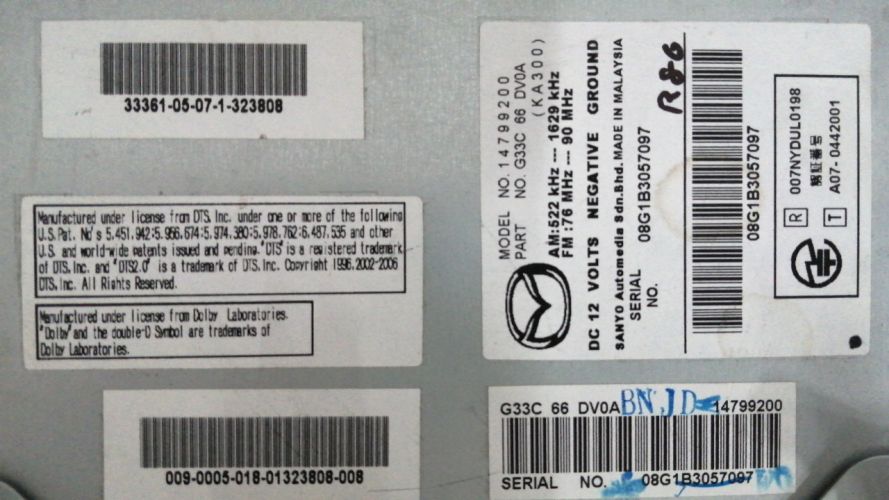 33361-05-07-1-323808
Manufactured under license from DTS, Inc. under one or more of the following
U.S. Pat. No's 5,451,942;5,956,674;5,974,380;5,978,762;6,487,535 and other
U.S. and world-wide patents issued and pending. "DTS" is a registered trademark
of DTS, Inc. and "DTS2.0" is a trademark of DTS, Inc. Copyright 1996, 2002-2006
DTS, Inc. All Rights Reserved.
Manufactured under license from Dolby Laboratories.
"Dolby" and the double-D Symbol are trademarks of
Dolby Laboratories.
009-0005-018-01323808-008
MODEL NO. 14799200
PART NO. G33C 66 DV0A
(KA300)
AM:522 kHz --- 1629 kHz
FM:76 MHz --- 90 MHz
DC 12 VOLTS NEGATIVE GROUND
SANYO Automedia Sdn.Bhd. MADE IN MALAYSIA
SERIAL NO. 08G1B3057097
R86
08G1B3057097
R 007NYDUL0198
認証番号
T A07-0442001
G33C 66 DV0A BNJD 14799200
SERIAL NO. 08G1B3057097